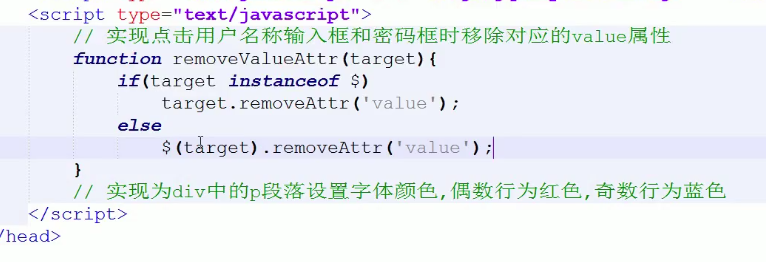 <script type="text/javascript">
// 实现点击用户名称输入框和密码框时移除对应的value属性
function removeValueAttr(target){
if(target instanceof $)
target.removeAttr('value');
else
$(target).removeAttr('value');
}
// 实现为div中的p段落设置字体颜色,偶数行为红色,奇数行为蓝色
</script>
/head>